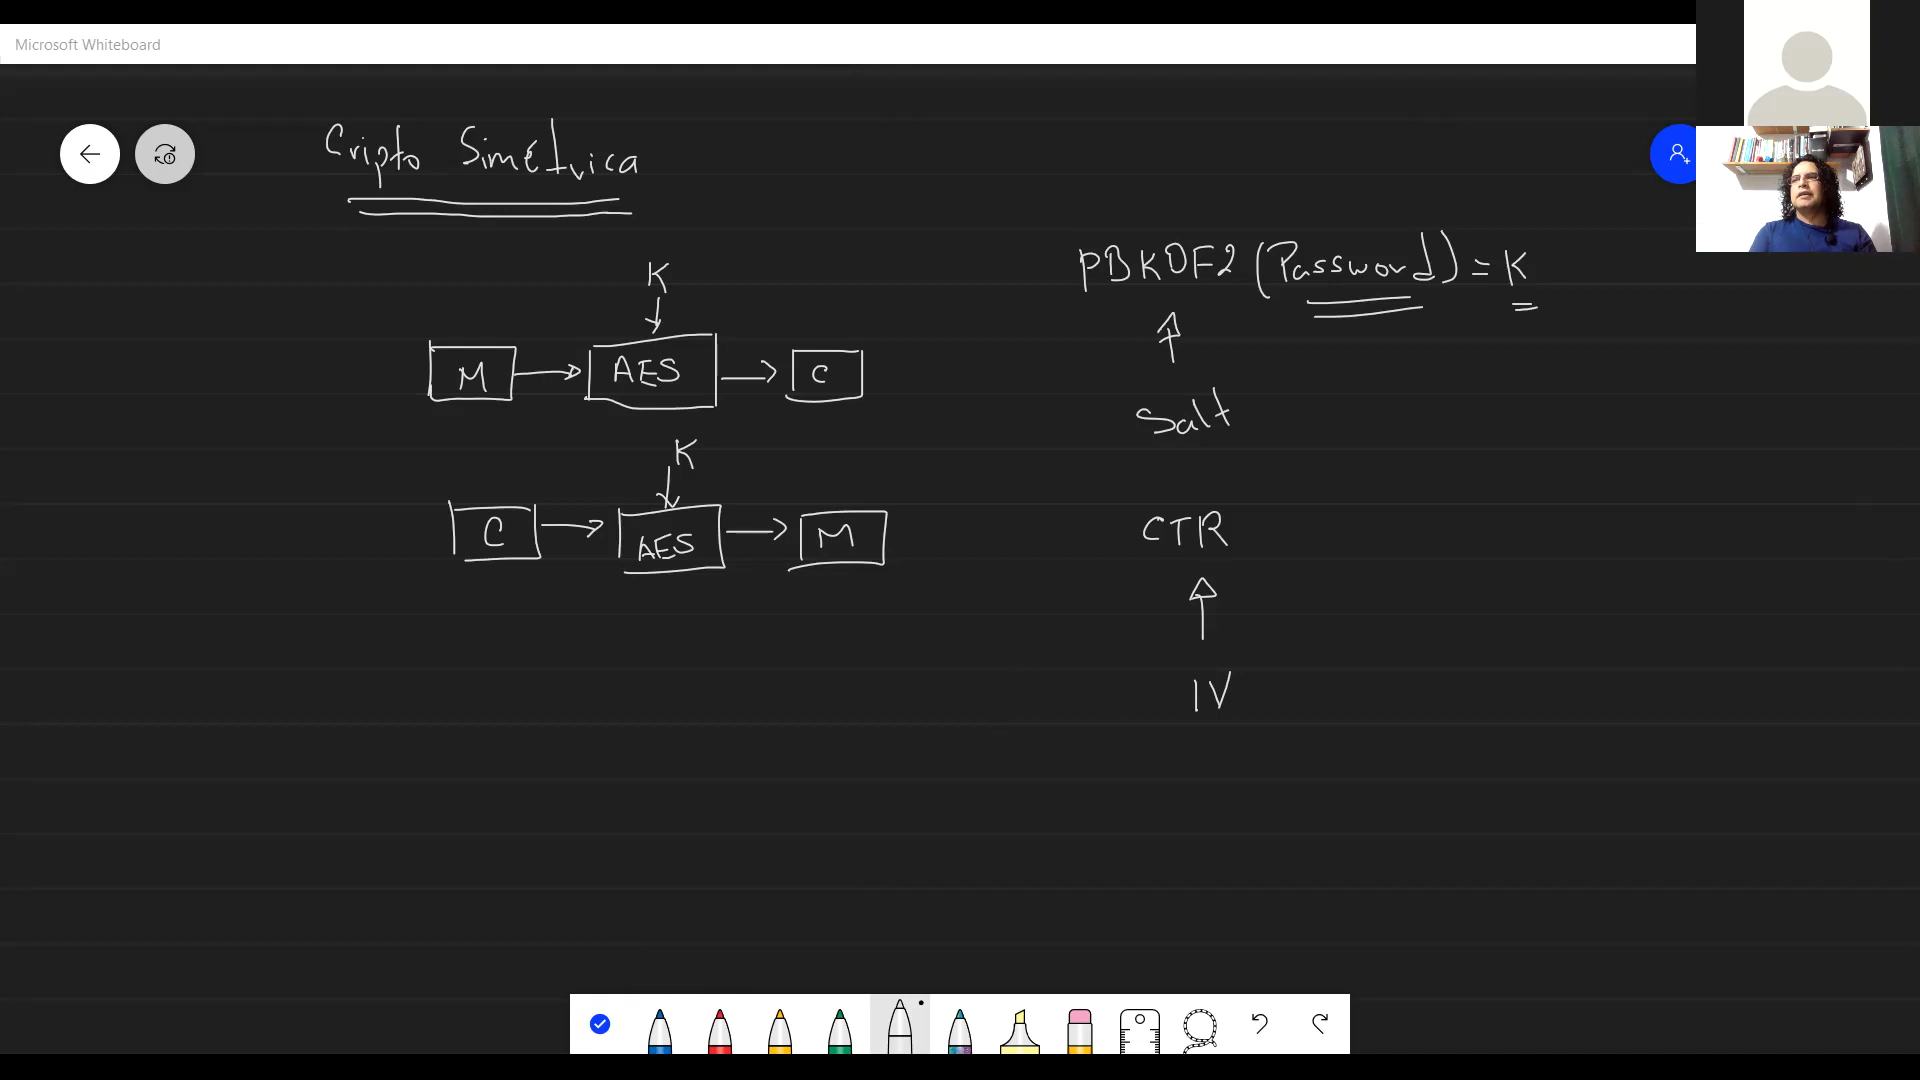 Microsoft Whiteboard
Cripto Simétrica
K
M → AES → C
K
C → AES → M
PBKDF2 (Password) = K
Salt
CTR
IV